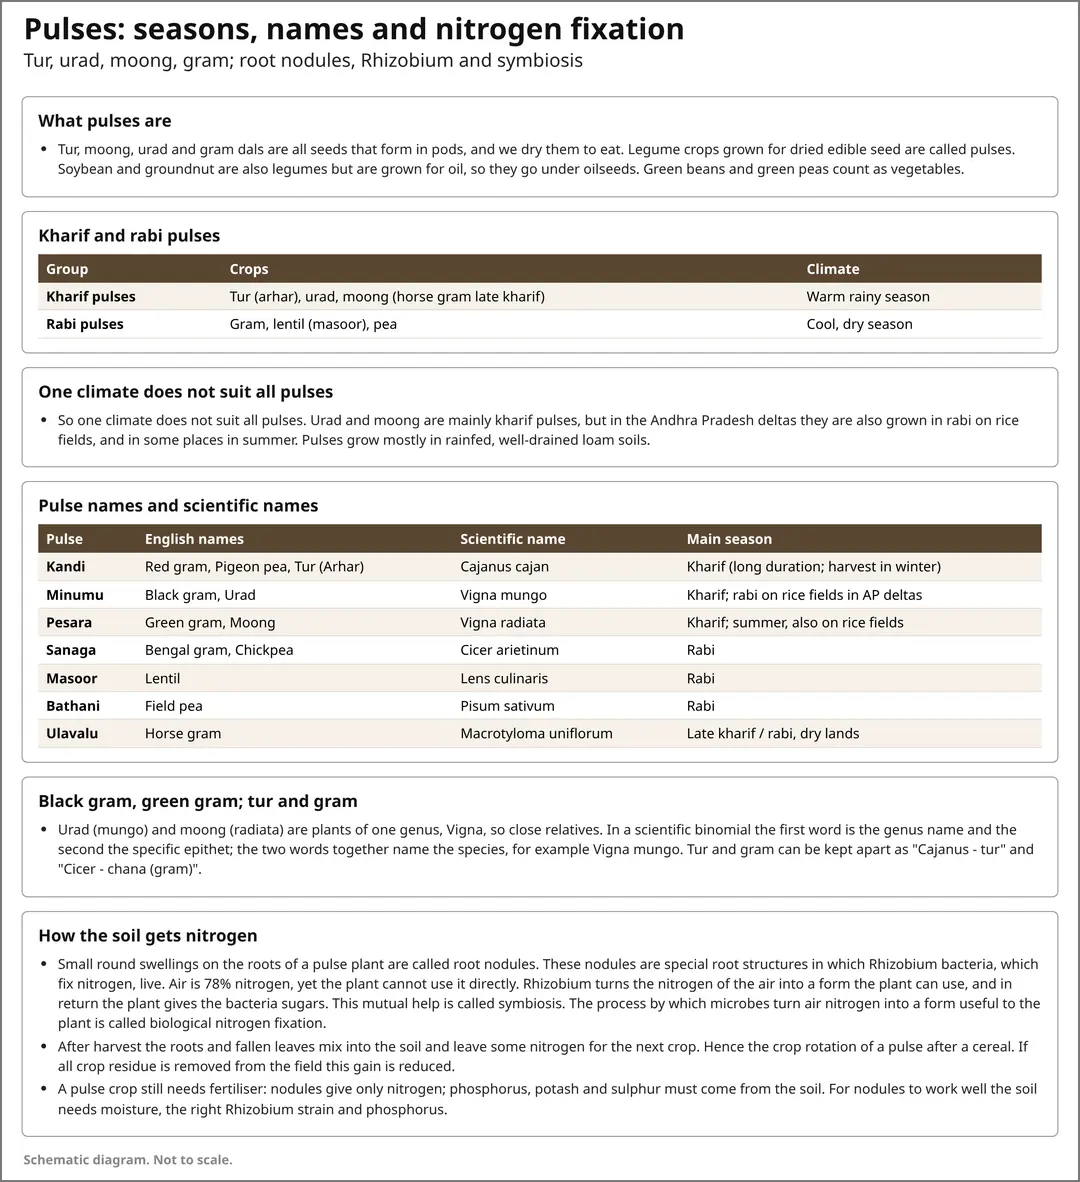 Pulses: seasons, names and nitrogen fixation
Tur, urad, moong, gram; root nodules, Rhizobium and symbiosis
What pulses are
• Tur, moong, urad and gram dals are all seeds that form in pods, and we dry them to eat. Legume crops grown for dried edible seed are called pulses.
Soybean and groundnut are also legumes but are grown for oil, so they go under oilseeds. Green beans and green peas count as vegetables.
Kharif and rabi pulses
Group Crops Climate
Kharif pulses Tur (arhar), urad, moong (horse gram late kharif) Warm rainy season
Rabi pulses Gram, lentil (masoor), pea Cool, dry season
One climate does not suit all pulses
• So one climate does not suit all pulses. Urad and moong are mainly kharif pulses, but in the Andhra Pradesh deltas they are also grown in rabi on rice
fields, and in some places in summer. Pulses grow mostly in rainfed, well-drained loam soils.
Pulse names and scientific names
Pulse English names Scientific name Main season
Kandi Red gram, Pigeon pea, Tur (Arhar) Cajanus cajan Kharif (long duration; harvest in winter)
Minumu Black gram, Urad Vigna mungo Kharif; rabi on rice fields in AP deltas
Pesara Green gram, Moong Vigna radiata Kharif; summer, also on rice fields
Sanaga Bengal gram, Chickpea Cicer arietinum Rabi
Masoor Lentil Lens culinaris Rabi
Bathani Field pea Pisum sativum Rabi
Ulavalu Horse gram Macrotyloma uniflorum Late kharif / rabi, dry lands
Black gram, green gram; tur and gram
• Urad (mungo) and moong (radiata) are plants of one genus, Vigna, so close relatives. In a scientific binomial the first word is the genus name and the
second the specific epithet; the two words together name the species, for example Vigna mungo. Tur and gram can be kept apart as "Cajanus - tur" and
"Cicer - chana (gram)".
How the soil gets nitrogen
• Small round swellings on the roots of a pulse plant are called root nodules. These nodules are special root structures in which Rhizobium bacteria, which
fix nitrogen, live. Air is 78% nitrogen, yet the plant cannot use it directly. Rhizobium turns the nitrogen of the air into a form the plant can use, and in
return the plant gives the bacteria sugars. This mutual help is called symbiosis. The process by which microbes turn air nitrogen into a form useful to the
plant is called biological nitrogen fixation.
• After harvest the roots and fallen leaves mix into the soil and leave some nitrogen for the next crop. Hence the crop rotation of a pulse after a cereal. If
all crop residue is removed from the field this gain is reduced.
• A pulse crop still needs fertiliser: nodules give only nitrogen; phosphorus, potash and sulphur must come from the soil. For nodules to work well the soil
needs moisture, the right Rhizobium strain and phosphorus.
Schematic diagram. Not to scale.